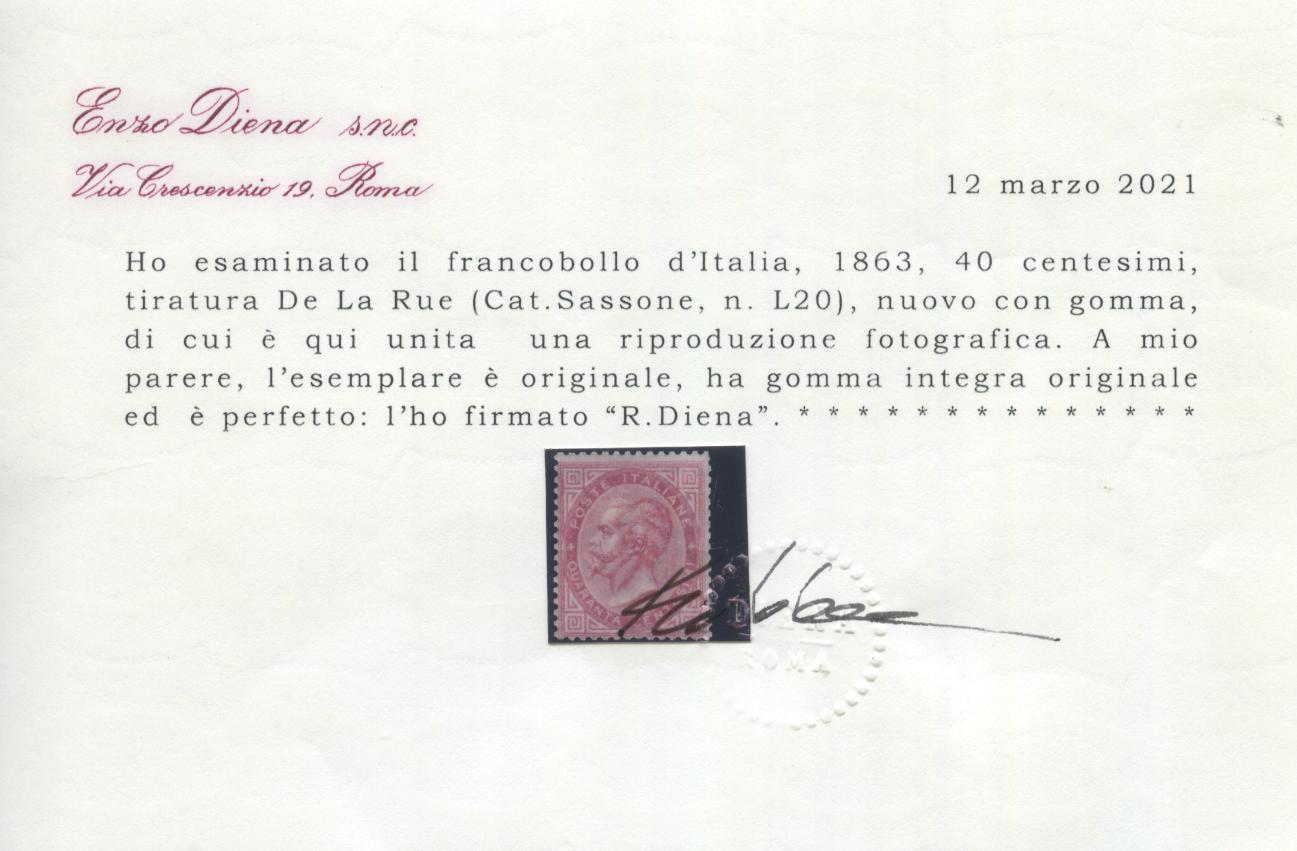 Enzo Diena s.n.c.
Via Crescenzio 19, Roma
12 marzo 2021
Ho esaminato il francobollo d'Italia, 1863, 40 centesimi,
tiratura De La Rue (Cat.Sassone, n. L20), nuovo con gomma,
di cui è qui unita una riproduzione fotografica. A mio
parere, l'esemplare è originale, ha gomma integra originale
ed è perfetto: l'ho firmato “R.Diena”. * * * * * * * * * * * * * *
POSTE ITALIANE
QUARANTA
ROMA